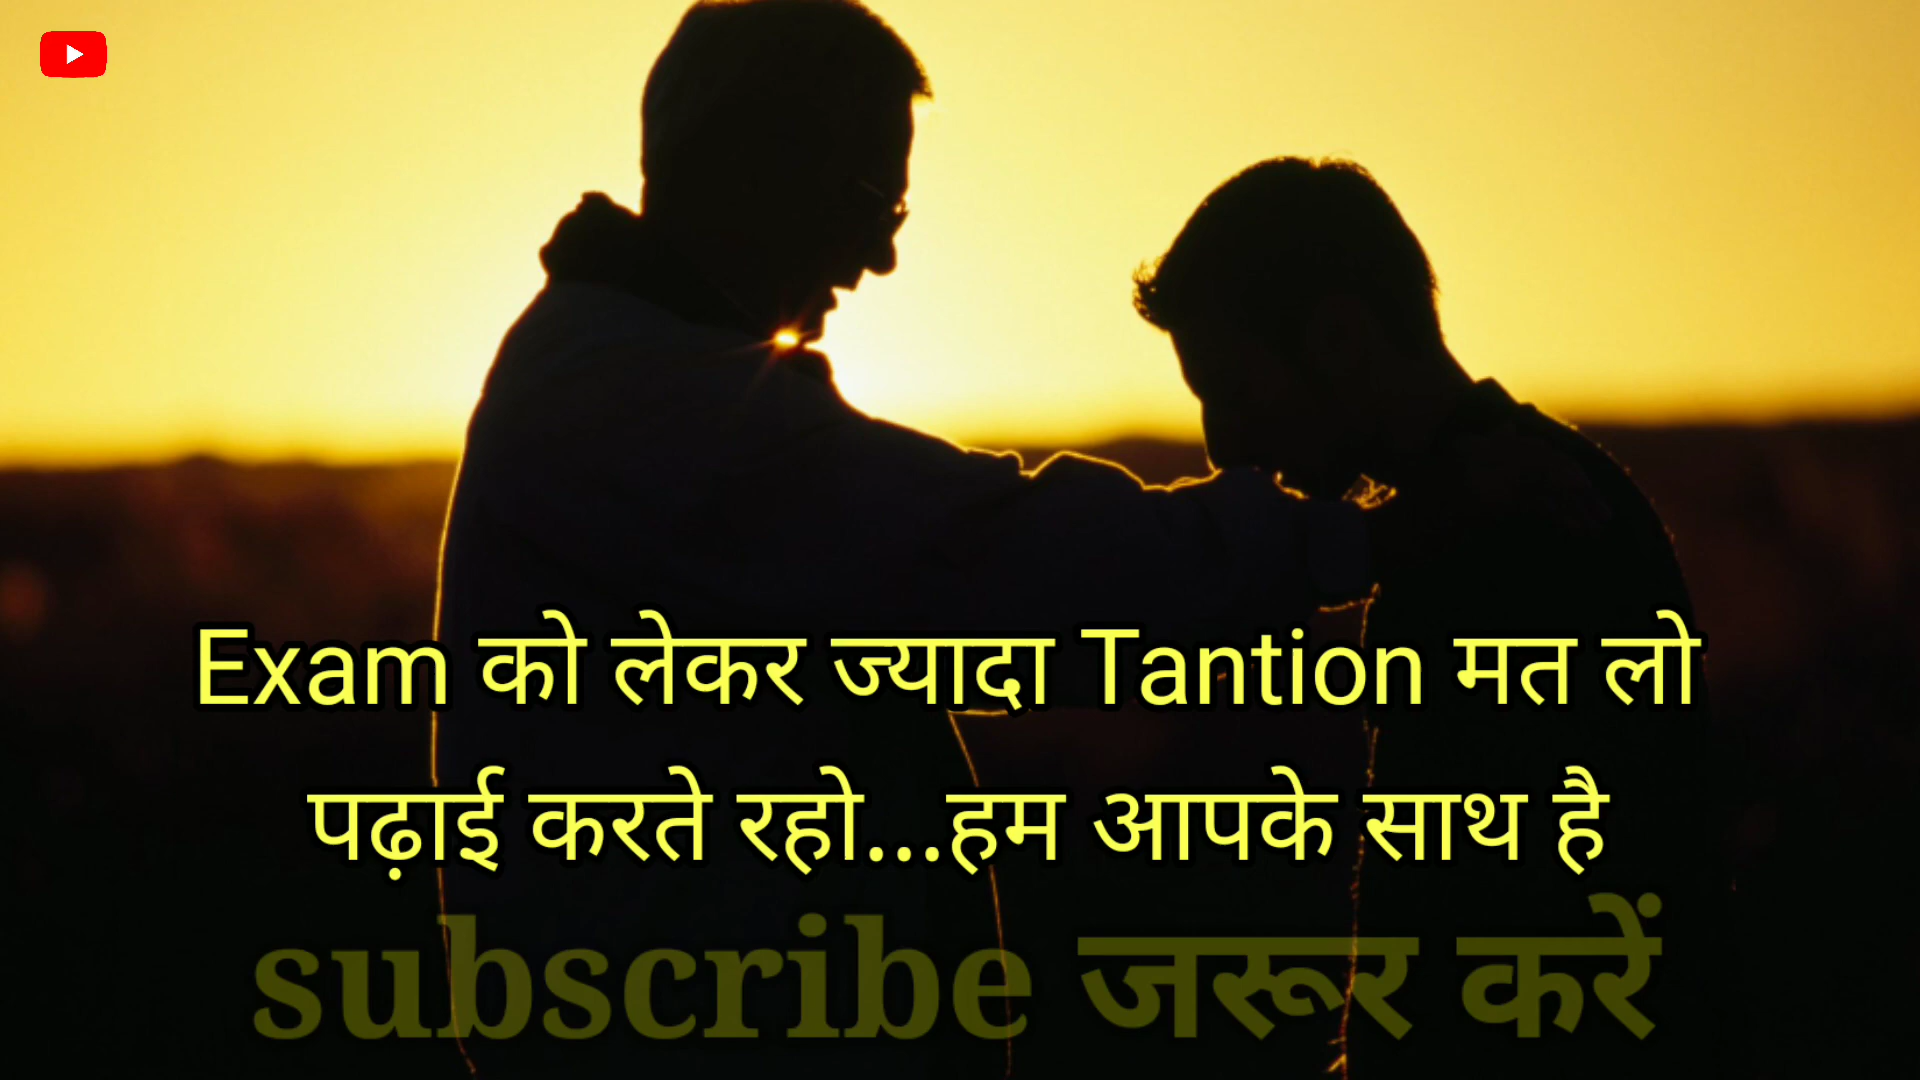 Exam को लेकर ज्यादा Tantion मत लो
पढ़ाई करते रहो...हम आपके साथ है
subscribe जरूर करें